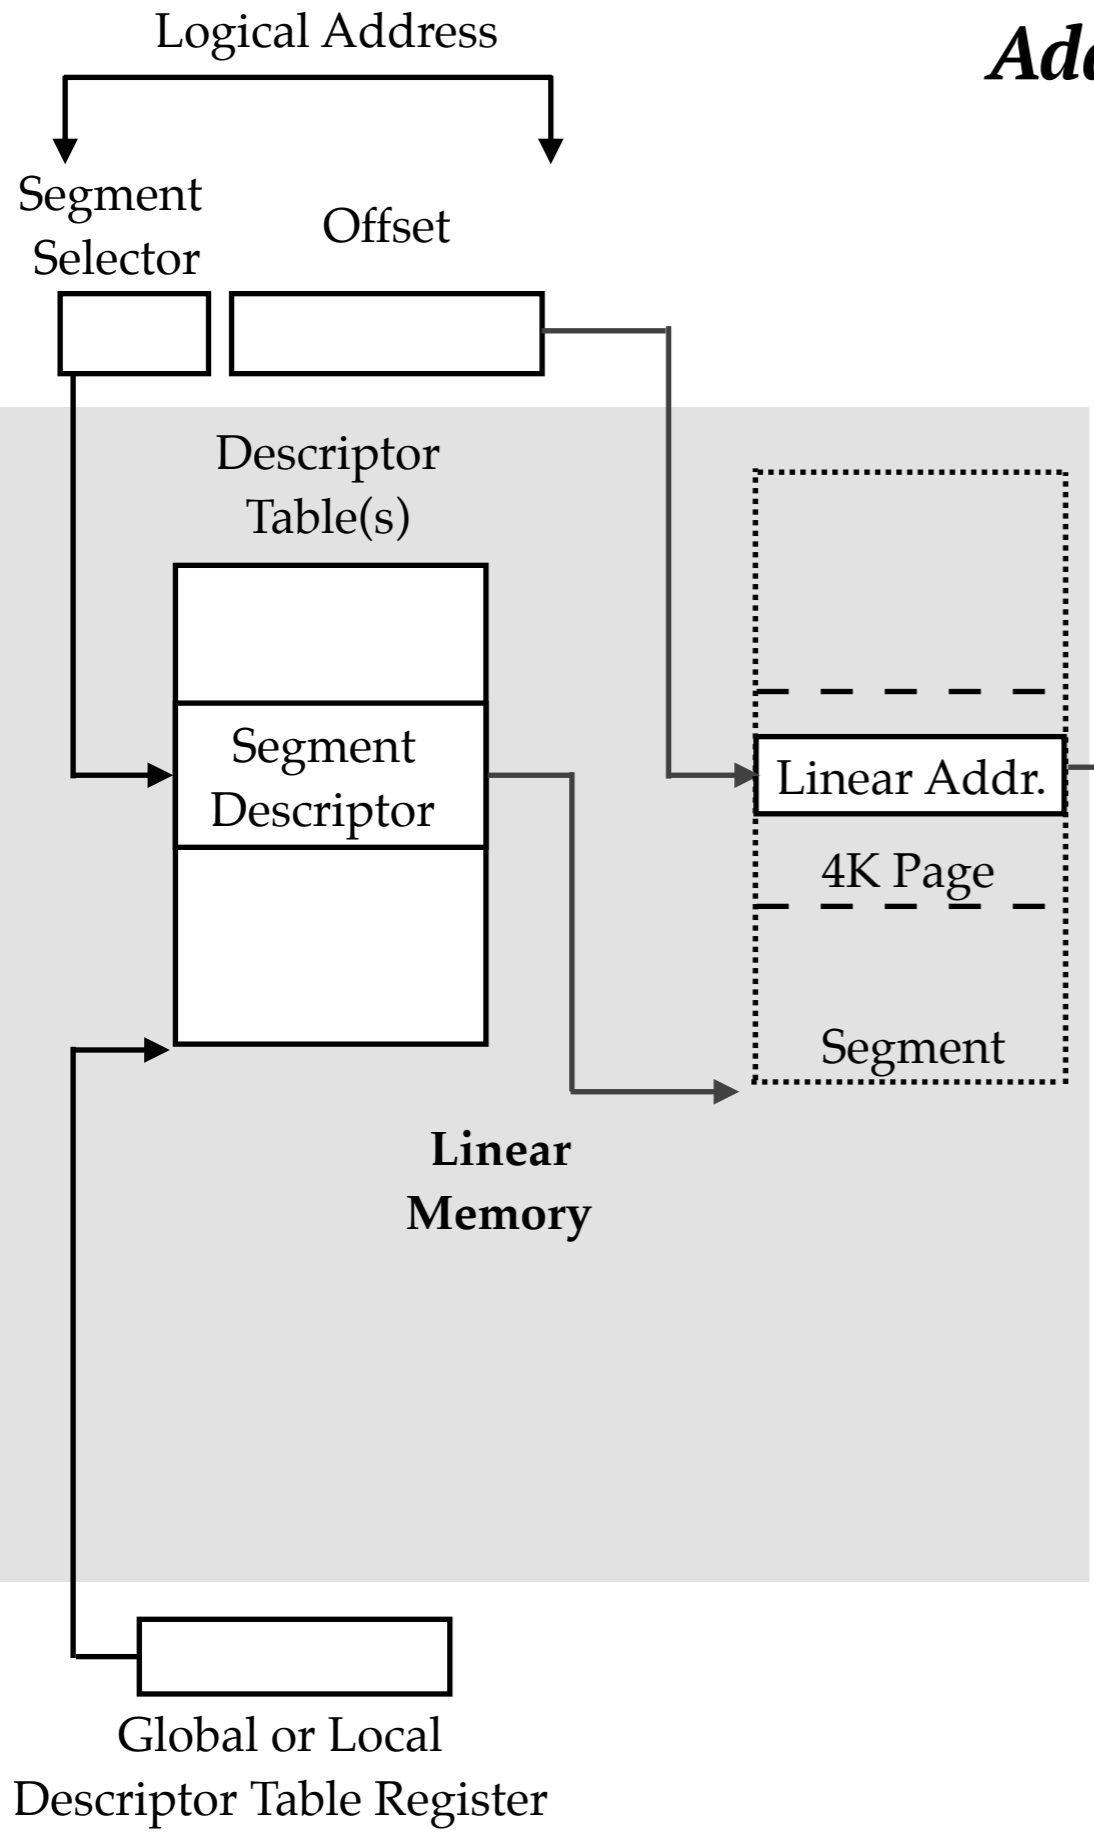 Logical Address
Segment
Selector
Offset
Descriptor
Table(s)
Segment
Descriptor
Linear Addr.
4K Page
Segment
Linear
Memory
Global or Local
Descriptor Table Register